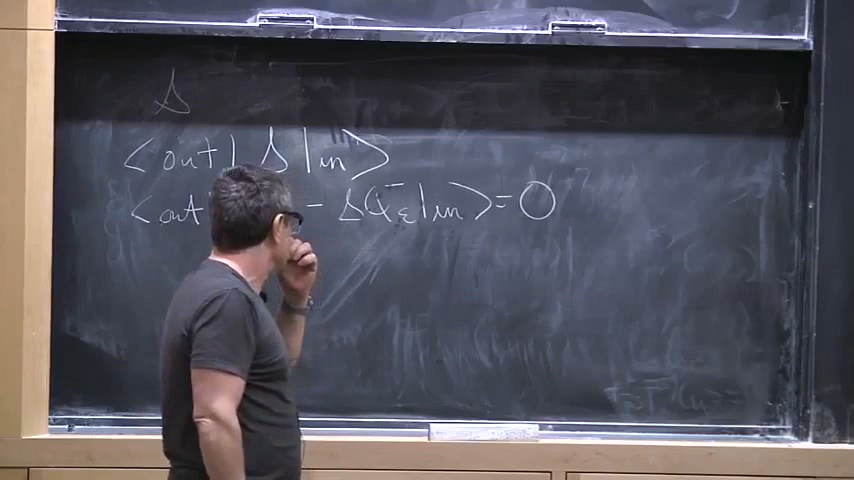 S
<out| S |in>
<out| - S Q⁻_ε |in> = 0